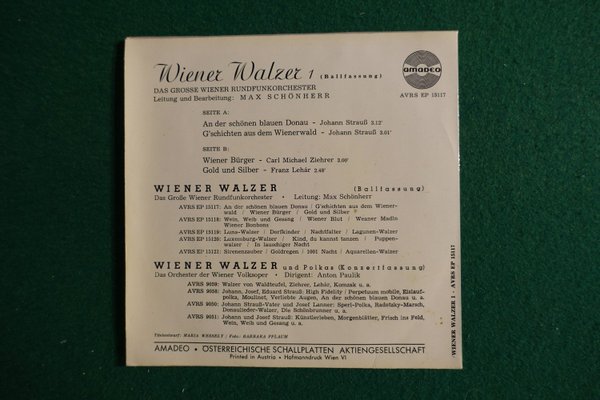 Wiener Walzer 1 (Ballfassung)
DAS GROSSE WIENER RUNDFUNKORCHESTER
Leitung und Bearbeitung: MAX SCHÖNHERR
amadeo
AVRS EP 15117
SEITE A:
An der schönen blauen Donau - Johann Strauß 3.12'
G'schichten aus dem Wienerwald - Johann Strauß 3.01'
SEITE B:
Wiener Bürger - Carl Michael Ziehrer 3.00'
Gold und Silber - Franz Lehár 2.48'
WIENER WALZER (Ballfassung)
Das Große Wiener Rundfunkorchester • Leitung: Max Schönherr
AVRS EP 15117: An der schönen blauen Donau / G'schichten aus dem Wiener-
wald / Wiener Bürger / Gold und Silber
AVRS EP 15118: Wein, Weib und Gesang / Wiener Blut / Weaner Madln
Wiener Bonbons
AVRS EP 15119: Luna-Walzer / Dorfkinder / Nachtfalter / Lagunen-Walzer
AVRS EP 15120: Luxemburg-Walzer / Kind, du kannst tanzen / Puppen-
walzer / In lauschiger Nacht
AVRS EP 15121: Sirenenzauber / Goldregen / 1001 Nacht / Aquarellen-Walzer
WIENER WALZER und Polkas (Konzertfassung)
Das Orchester der Wiener Volksoper • Dirigent: Anton Paulik
AVRS 9059: Walzer von Waldteufel, Ziehrer, Lehár, Komzak u. a.
AVRS 9058: Johann, Josef, Eduard Strauß: High Fidelity / Perpetuum mobile, Eislauf-
polka, Moulinet, Verliebte Augen, An der schönen blauen Donau u. a.
AVRS 9050: Johann Strauß-Vater und Josef Lanner: Sperl-Polka, Radetzky-Marsch,
Donaulieder-Walzer, Die Schönbrunner u. a.
AVRS 9051: Johann und Josef Strauß: Künstlerleben, Morgenblätter, Frisch ins Feld,
Wein, Weib und Gesang u. a.
Titelentwurf: MARIA WESSELY / Foto: BARBARA PFLAUM
AMADEO • ÖSTERREICHISCHE SCHALLPLATTEN AKTIENGESELLSCHAFT
Printed in Austria • Hofmanndruck Wien VI
WIENER WALZER 1 - AVRS EP 15117